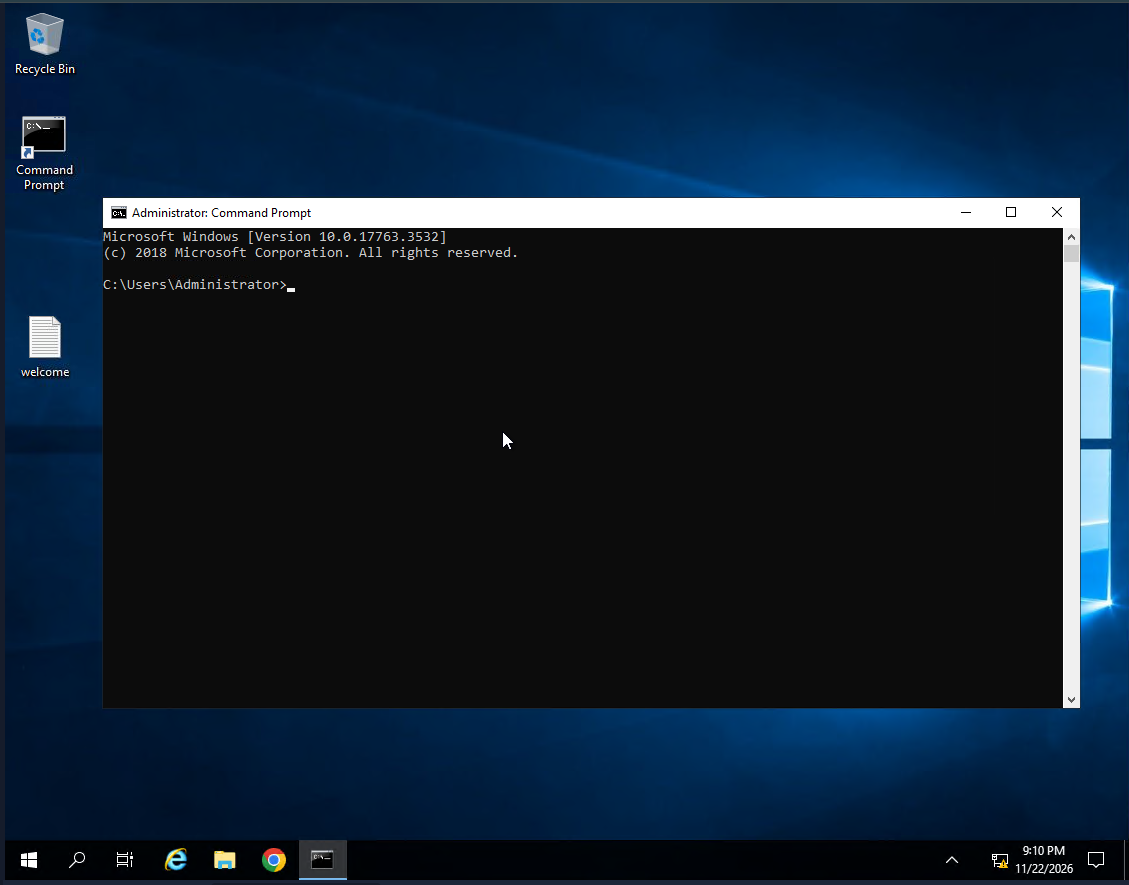 Recycle Bin
C:\
Command
Prompt
Administrator: Command Prompt
Microsoft Windows [Version 10.0.17763.3532]
(c) 2018 Microsoft Corporation. All rights reserved.
C:\Users\Administrator>
welcome
9:10 PM
11/22/2026